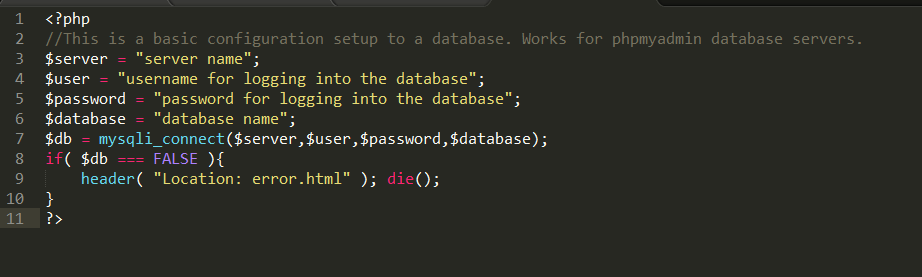 1 <?php
2 //This is a basic configuration setup to a database. Works for phpmyadmin database servers.
3 $server = "server name";
4 $user = "username for logging into the database";
5 $password = "password for logging into the database";
6 $database = "database name";
7 $db = mysqli_connect($server,$user,$password,$database);
8 if( $db === FALSE ){
9     header( "Location: error.html" ); die();
10 }
11 ?>